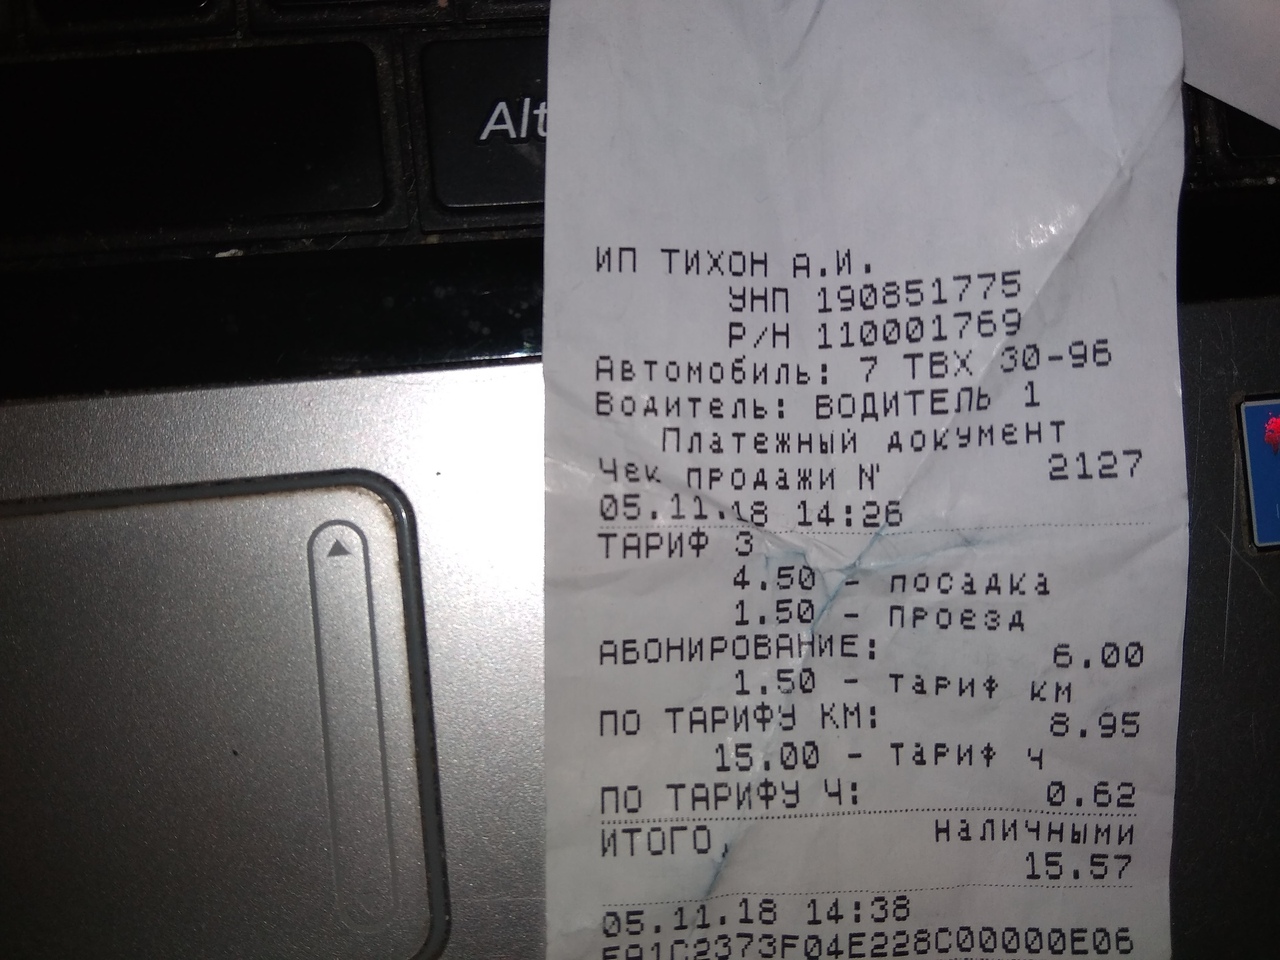 Alt
ИП ТИХОН А.И.
УНП 190851775
Р/Н 110001769
Автомобиль: 7 ТВХ 30-96
Водитель: ВОДИТЕЛЬ 1
Платежный документ
Чек продажи N' 2127
05.11.18 14:26
ТАРИФ 3
4.50 - посадка
1.50 - Проезд
АБОНИРОВАНИЕ: 6.00
1.50 - тариф км
ПО ТАРИФУ КМ: 8.95
15.00 - тариф ч
ПО ТАРИФУ Ч: 0.62
ИТОГО, наличными
15.57
05.11.18 14:38
EA1C2373F04E228C00000E06